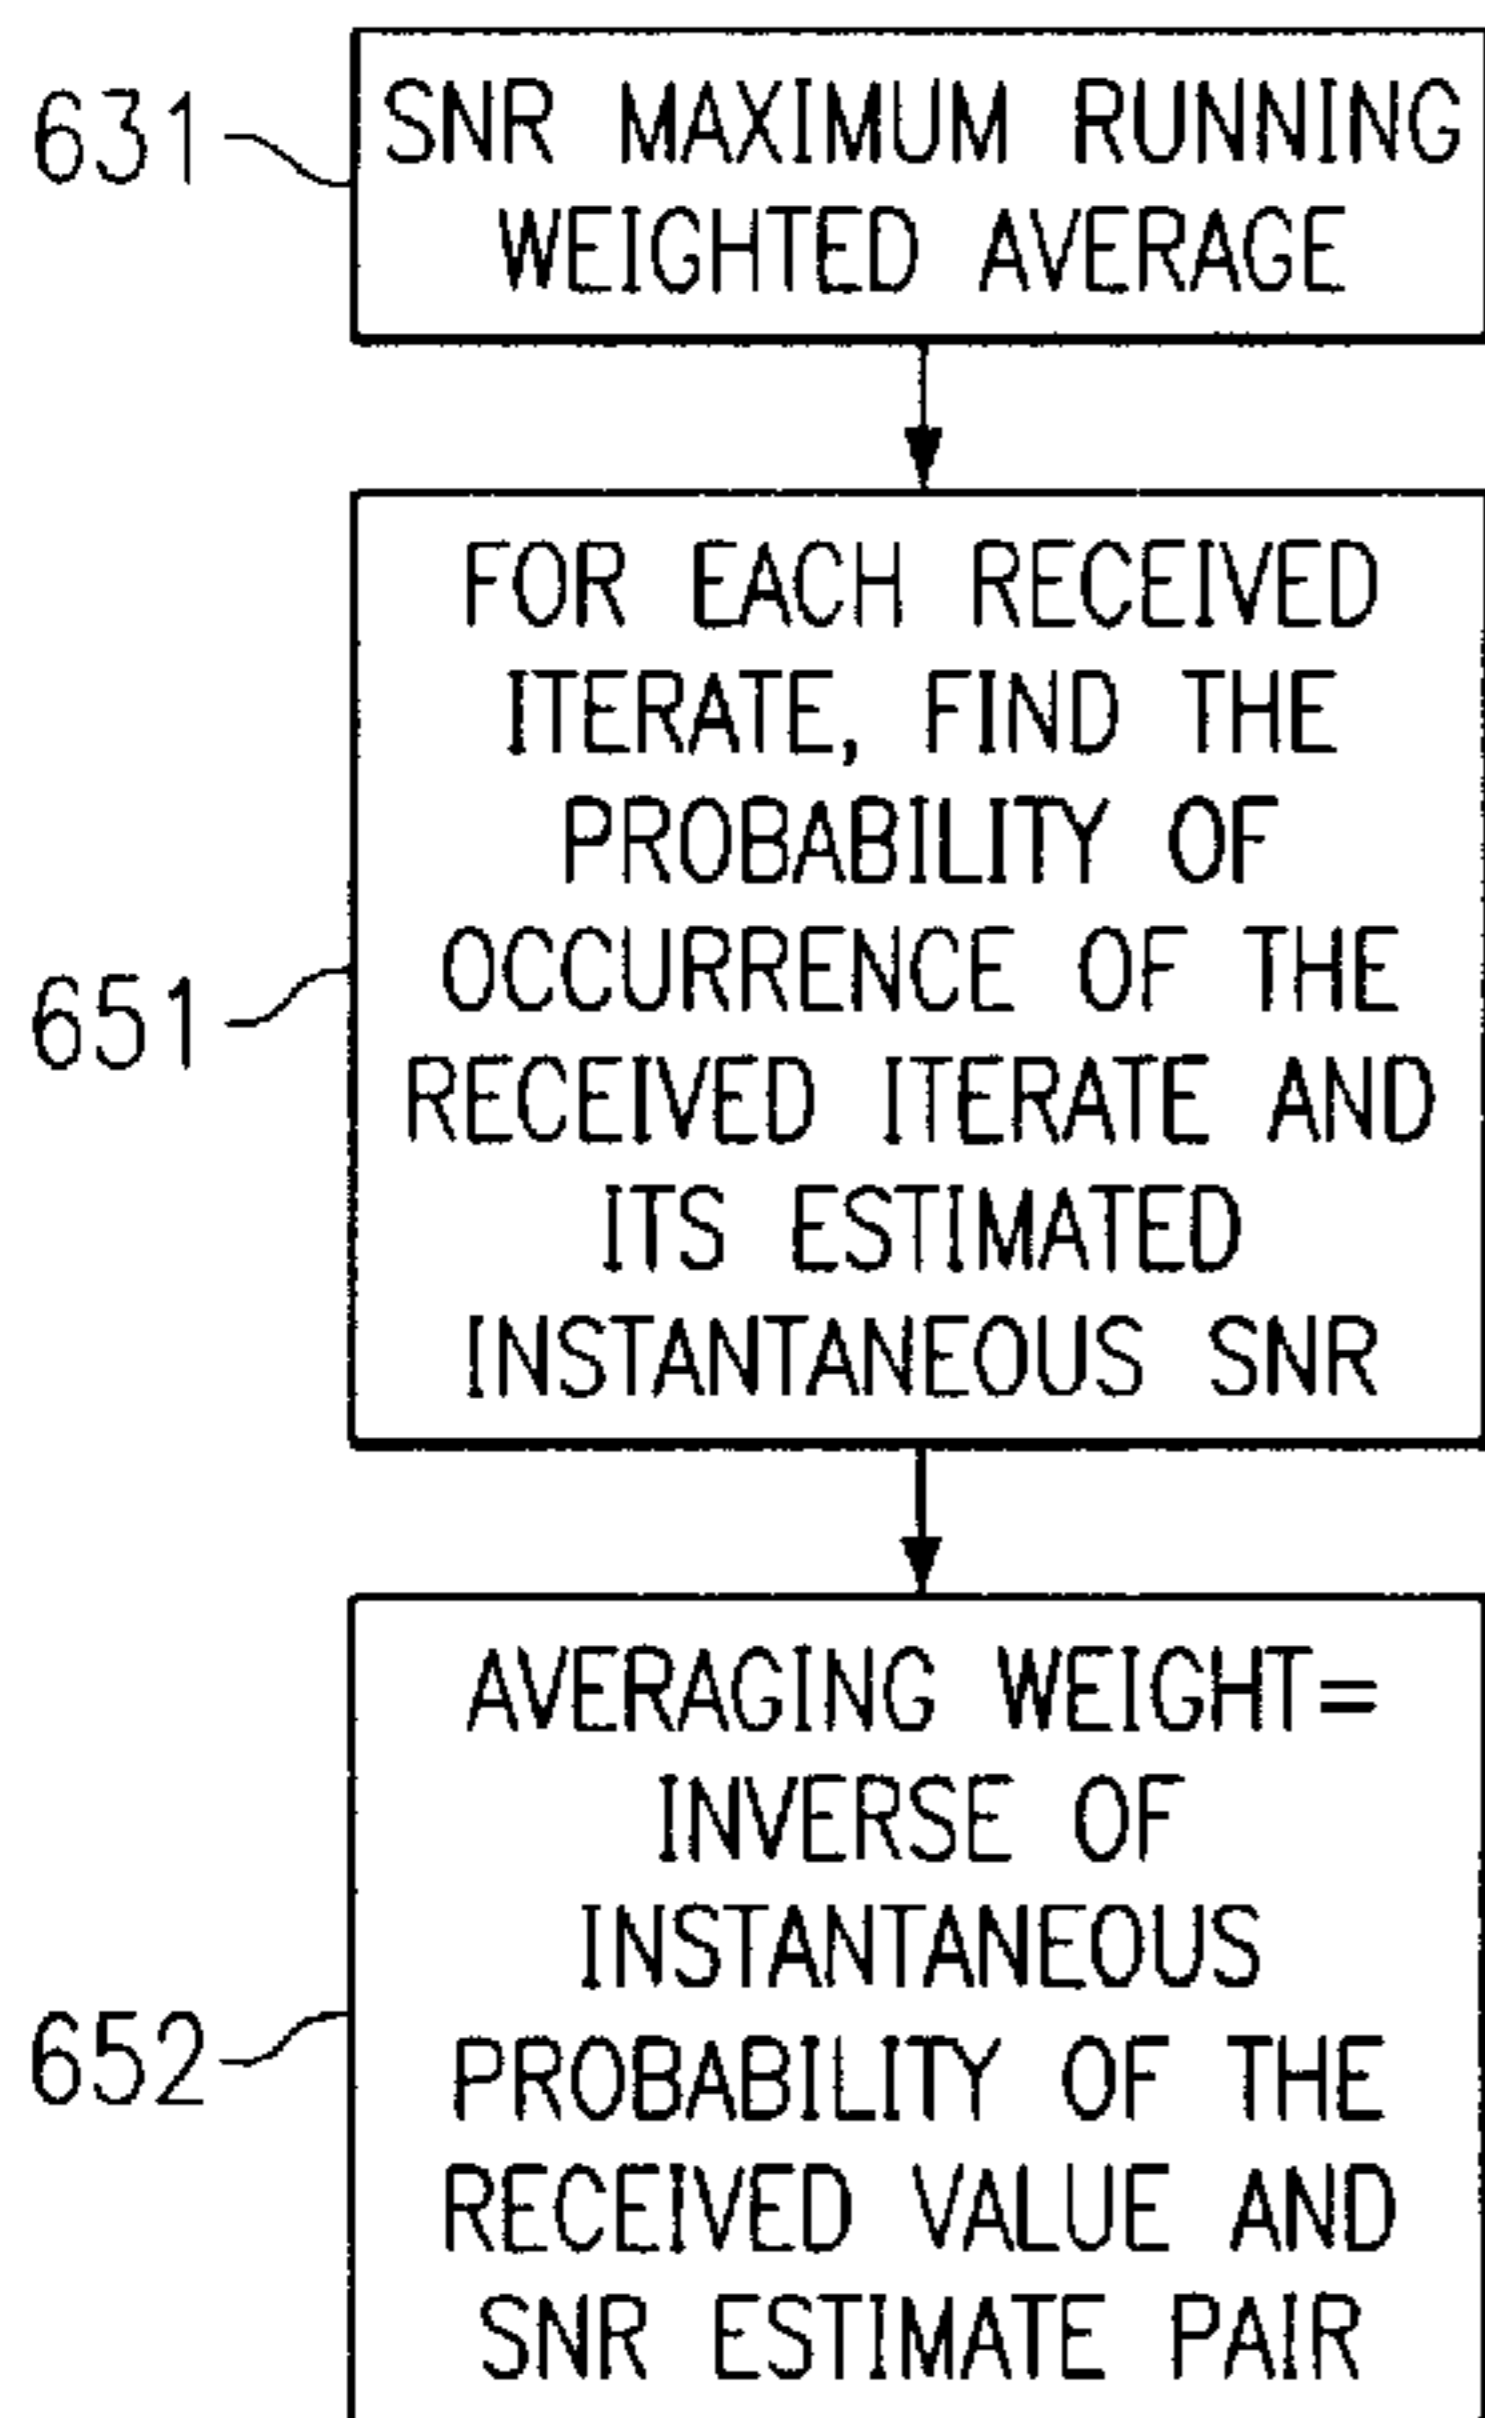 631
SNR MAXIMUM RUNNING
WEIGHTED AVERAGE
FOR EACH RECEIVED
ITERATE, FIND THE
PROBABILITY OF
OCCURRENCE OF THE
RECEIVED ITERATE AND
ITS ESTIMATED
INSTANTANEOUS SNR
651
AVERAGING WEIGHT=
INVERSE OF
INSTANTANEOUS
PROBABILITY OF THE
RECEIVED VALUE AND
SNR ESTIMATE PAIR
652